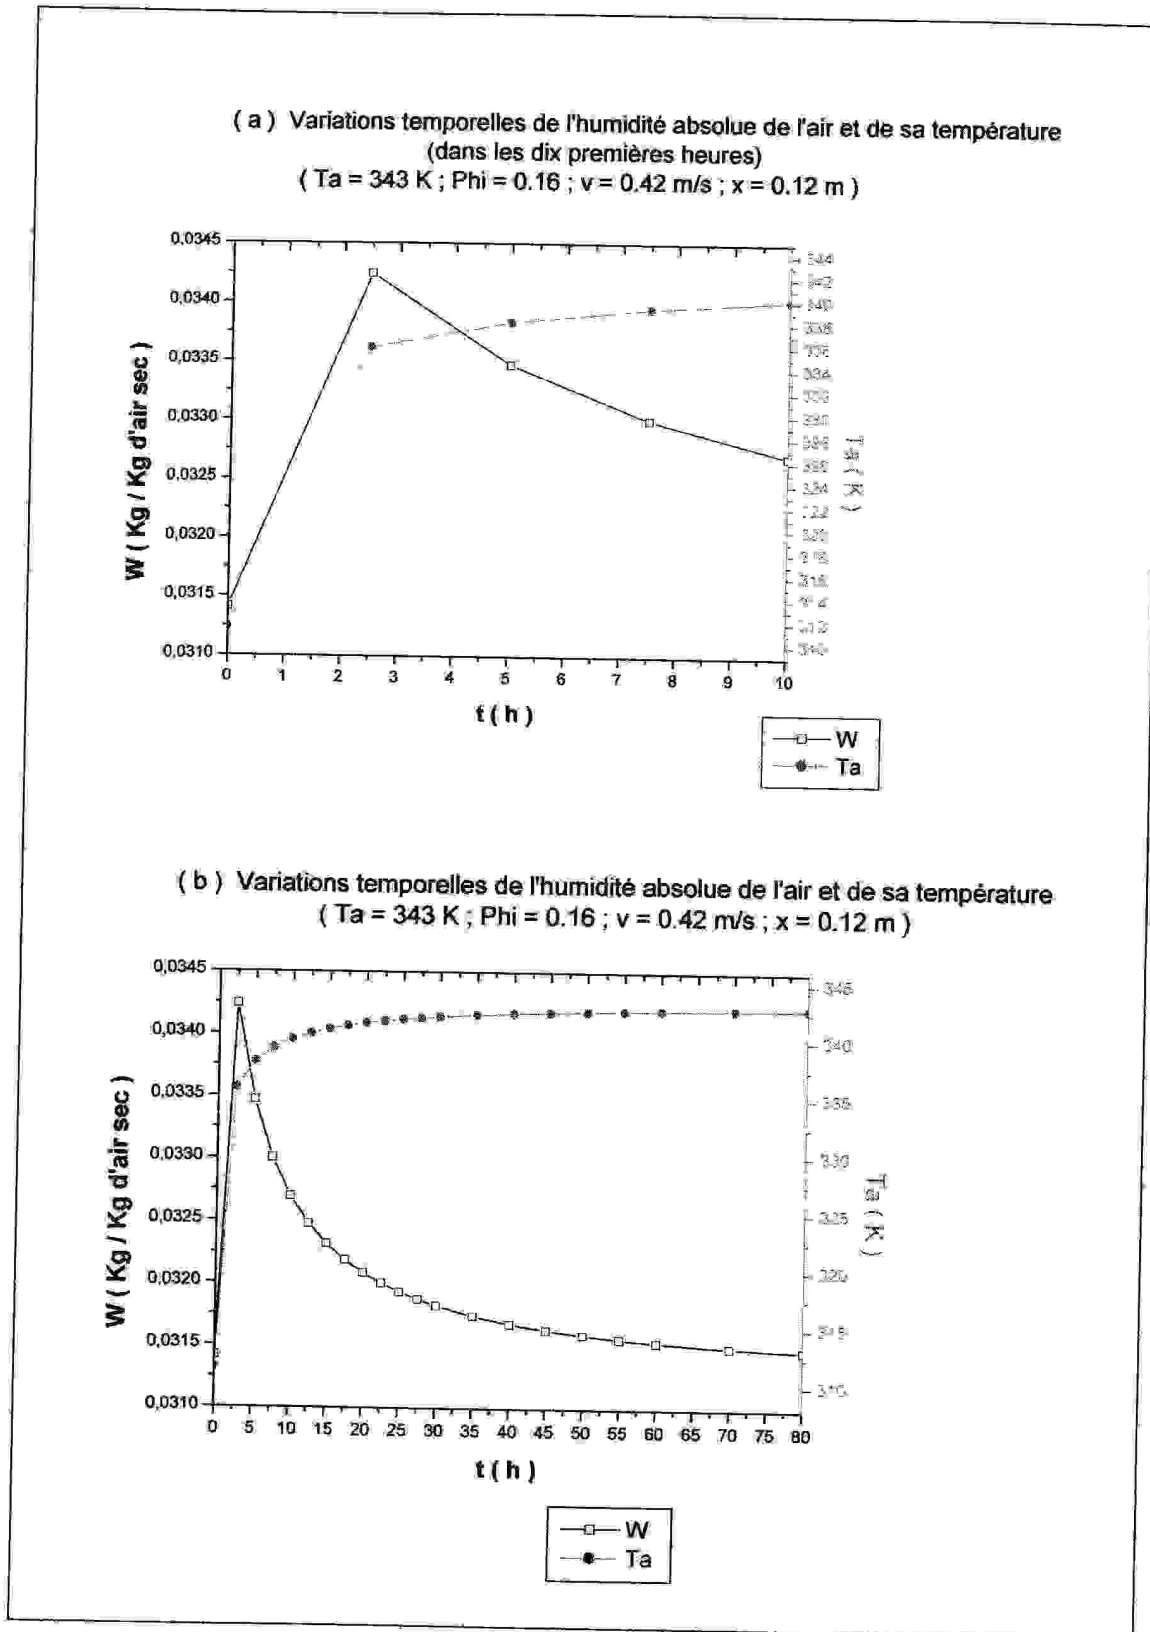 ( a ) Variations temporelles de l'humidité absolue de l'air et de sa température
(dans les dix premières heures)
( Ta = 343 K ; Phi = 0.16 ; v = 0.42 m/s ; x = 0.12 m )
0,0345
0,0340
0,0335
0,0330
0,0325
0,0320
0,0315
0,0310
W ( Kg / Kg d'air sec)
340
338
334
Ta ( K )
0 1 2 3 4 5 6 7 8 9 10
t ( h )
W
Ta
( b ) Variations temporelles de l'humidité absolue de l'air et de sa température
( Ta = 343 K ; Phi = 0.16 ; v = 0.42 m/s ; x = 0.12 m )
0,0345
0,0340
0,0335
0,0330
0,0325
0,0320
0,0315
0,0310
W ( Kg / Kg d'air sec)
345
340
335
330
325
320
315
310
Ta ( K )
0 5 10 15 20 25 30 35 40 45 50 55 60 65 70 75 80
t ( h )
W
Ta